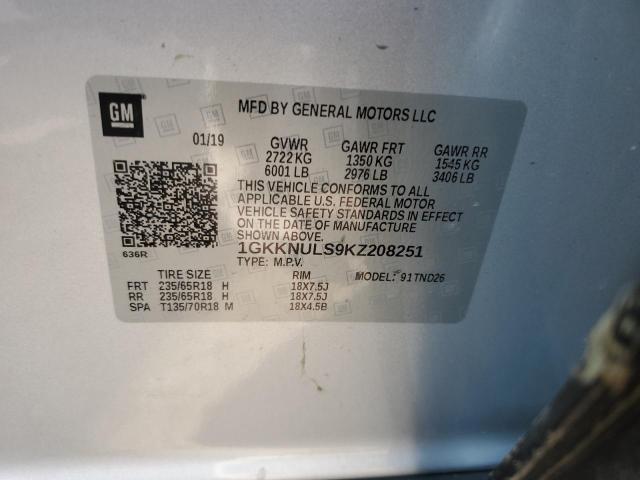 GM
MFD BY GENERAL MOTORS LLC
01/19 GVWR GAWR FRT GAWR RR
2722 KG 1350 KG 1545 KG
6001 LB 2976 LB 3406 LB
THIS VEHICLE CONFORMS TO ALL
APPLICABLE U.S. FEDERAL MOTOR
VEHICLE SAFETY STANDARDS IN EFFECT
ON THE DATE OF MANUFACTURE
SHOWN ABOVE.
636R
1GKKNULS9KZ208251
TYPE: M.P.V.
TIRE SIZE RIM MODEL: 91TND26
FRT 235/65R18 H 18X7.5J
RR 235/65R18 H 18X7.5J
SPA T135/70R18 M 18X4.5B